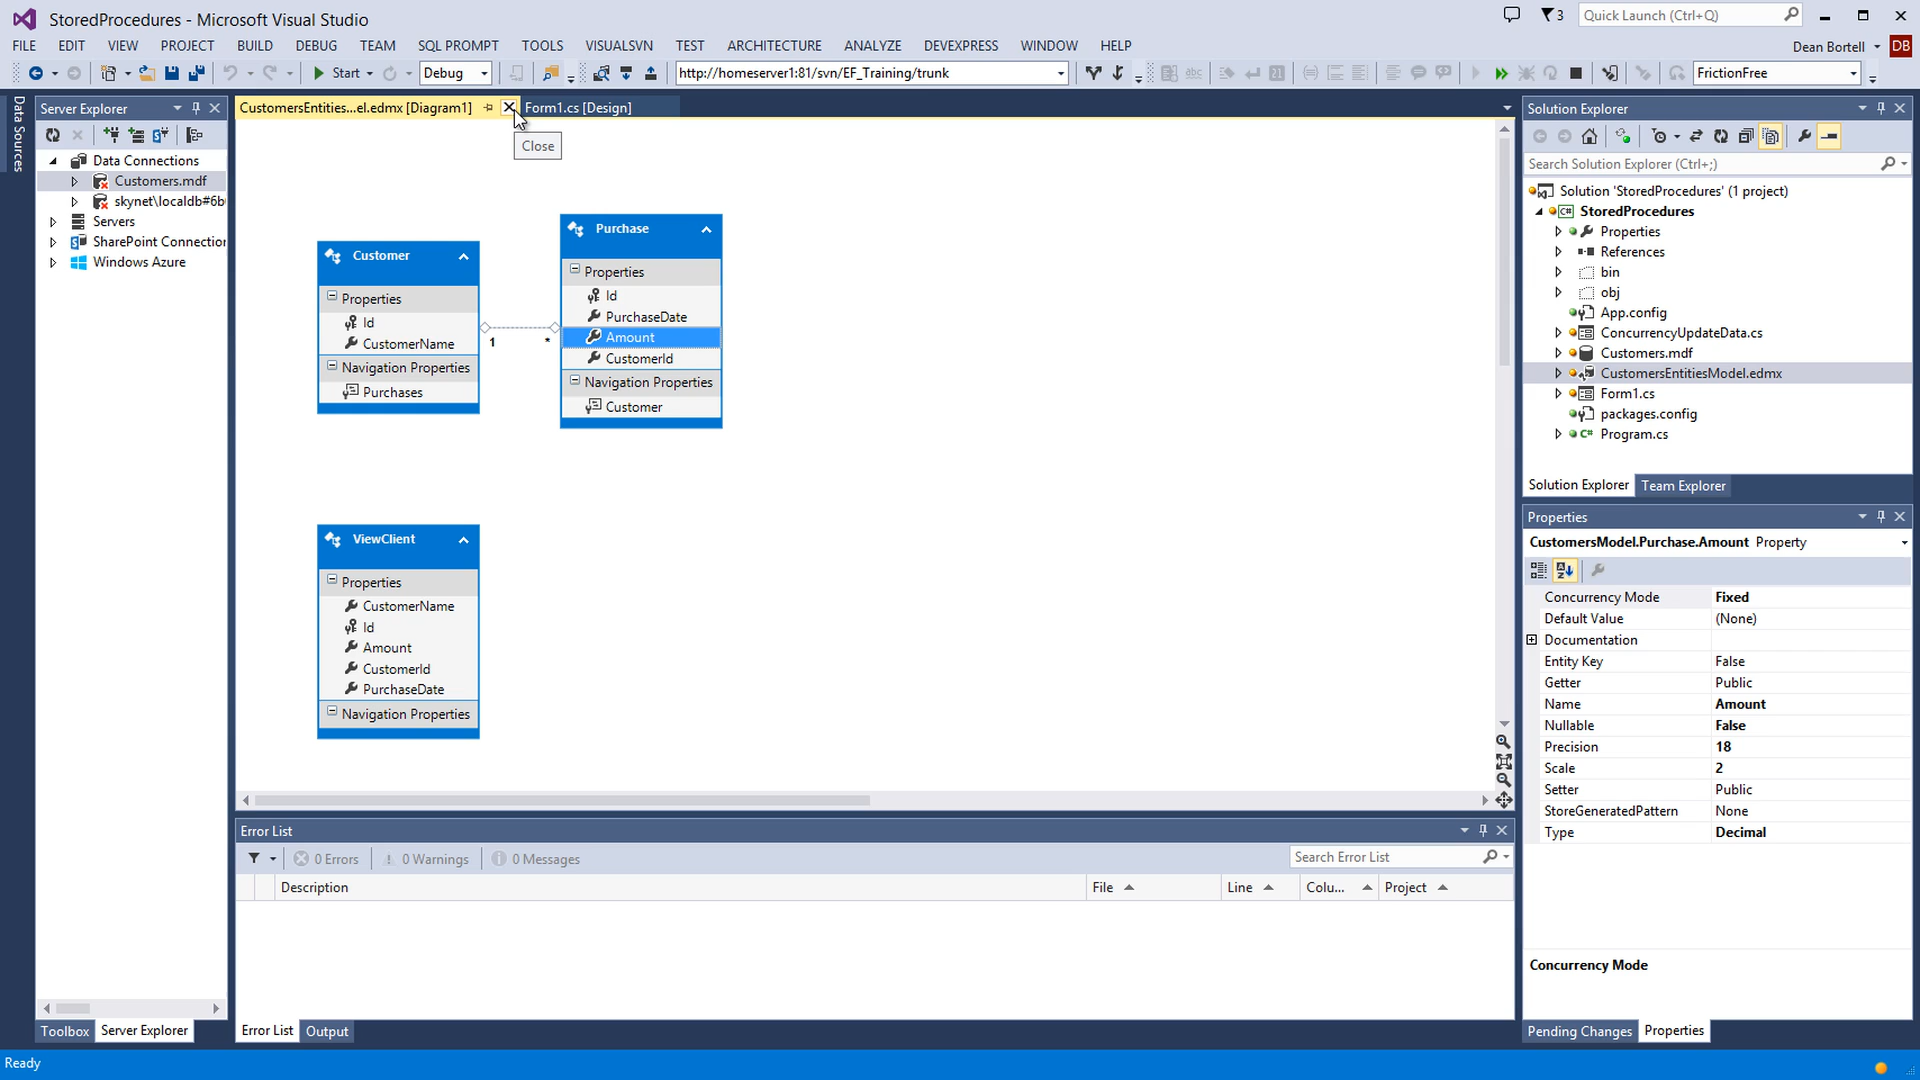 StoredProcedures - Microsoft Visual Studio
3
Quick Launch (Ctrl+Q)
FILE EDIT VIEW PROJECT BUILD DEBUG TEAM SQL PROMPT TOOLS VISUALSVN TEST ARCHITECTURE ANALYZE DEVEXPRESS WINDOW HELP
Dean Bortell
DB
Start
Debug
http://homeserver1:81/svn/EF_Training/trunk
FrictionFree
Data Sources
Server Explorer
Data Connections
Customers.mdf
skynet\localdb#6b
Servers
SharePoint Connection
Windows Azure
Toolbox
Server Explorer
CustomersEntities...el.edmx [Diagram1]
Form1.cs [Design]
Close
Customer
Properties
Id
CustomerName
Navigation Properties
Purchases
1
*
Purchase
Properties
Id
PurchaseDate
Amount
CustomerId
Navigation Properties
Customer
ViewClient
Properties
CustomerName
Id
Amount
CustomerId
PurchaseDate
Navigation Properties
Error List
0 Errors
0 Warnings
0 Messages
Search Error List
Description
File
Line
Colu...
Project
Error List
Output
Solution Explorer
Search Solution Explorer (Ctrl+;)
Solution 'StoredProcedures' (1 project)
StoredProcedures
Properties
References
bin
obj
App.config
ConcurrencyUpdateData.cs
Customers.mdf
CustomersEntitiesModel.edmx
Form1.cs
packages.config
Program.cs
Solution Explorer
Team Explorer
Properties
CustomersModel.Purchase.Amount Property
Concurrency Mode Fixed
Default Value (None)
Documentation
Entity Key False
Getter Public
Name Amount
Nullable False
Precision 18
Scale 2
Setter Public
StoreGeneratedPattern None
Type Decimal
Concurrency Mode
Pending Changes
Properties
Ready